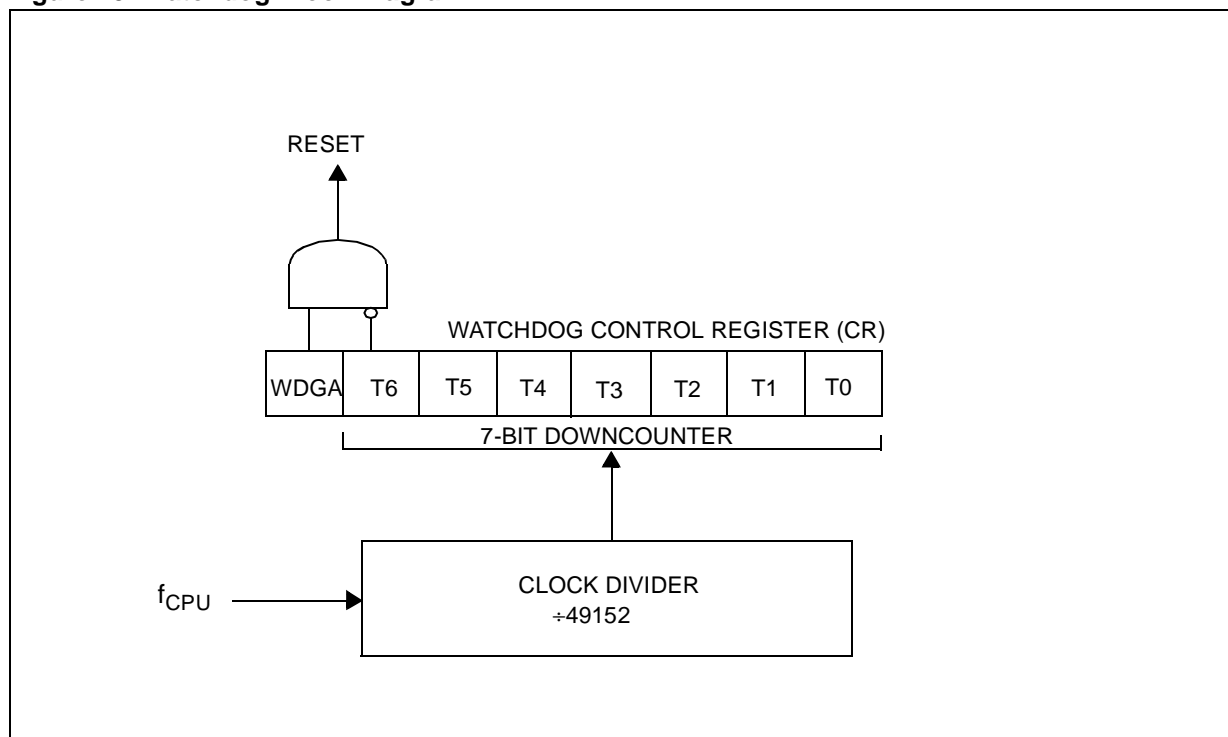 RESET
WATCHDOG CONTROL REGISTER (CR)
WDGA T6 T5 T4 T3 T2 T1 T0
7-BIT DOWNCOUNTER
fCPU
CLOCK DIVIDER
÷49152